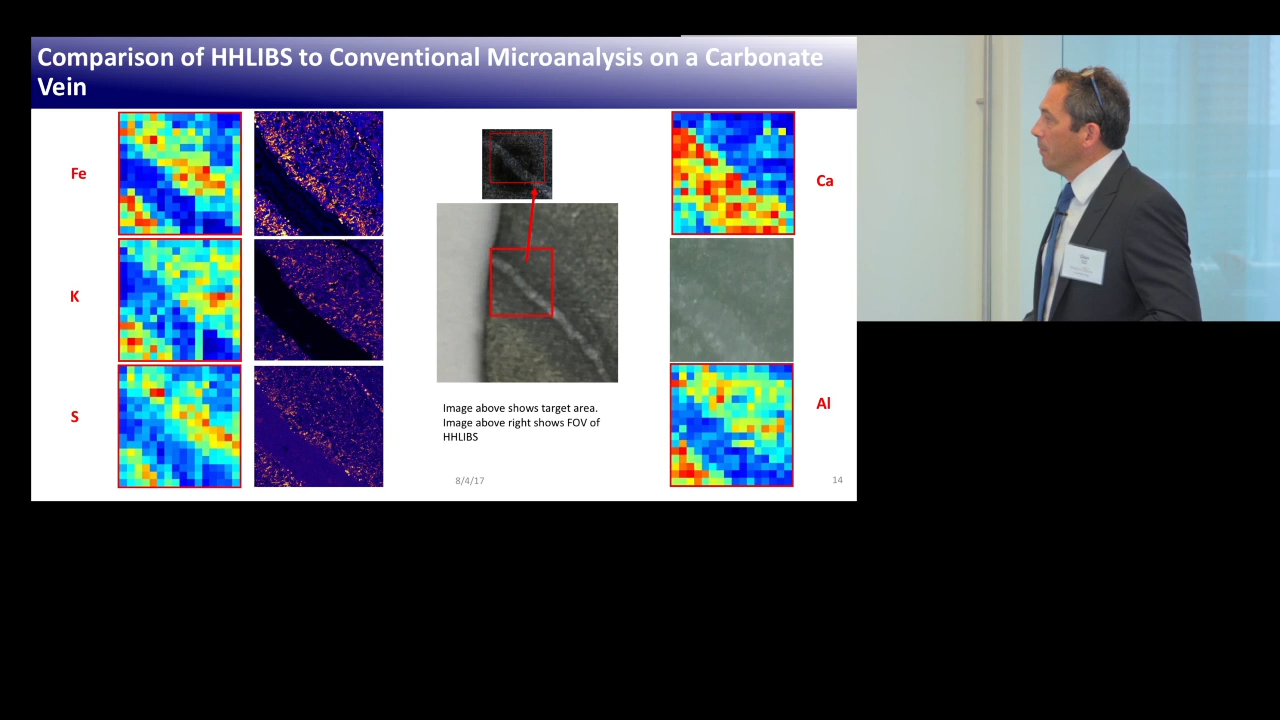 Comparison of HHLIBS to Conventional Microanalysis on a Carbonate
Vein
Fe
K
S
Ca
Al
Image above shows target area.
Image above right shows FOV of
HHLIBS
8/4/17
14